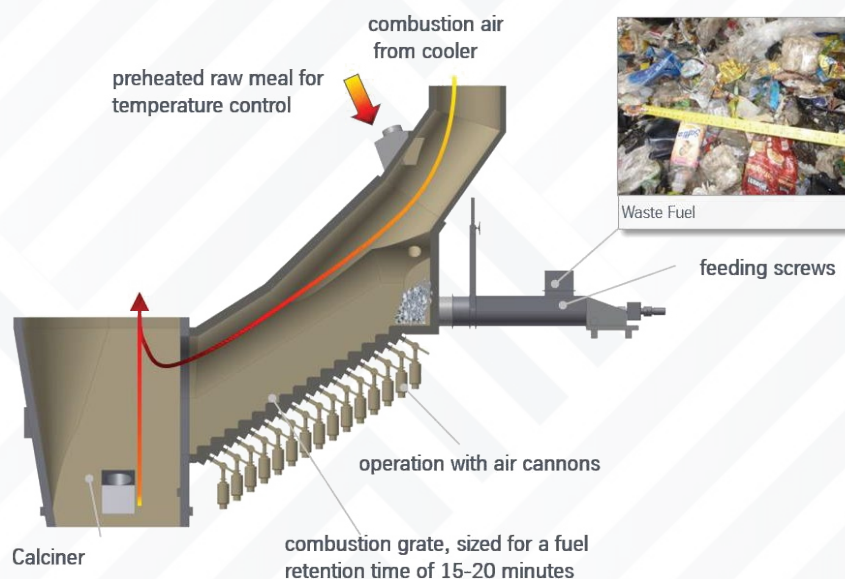 combustion air
from cooler
preheated raw meal for
temperature control
Waste Fuel
feeding screws
operation with air cannons
Calciner
combustion grate, sized for a fuel
retention time of 15-20 minutes